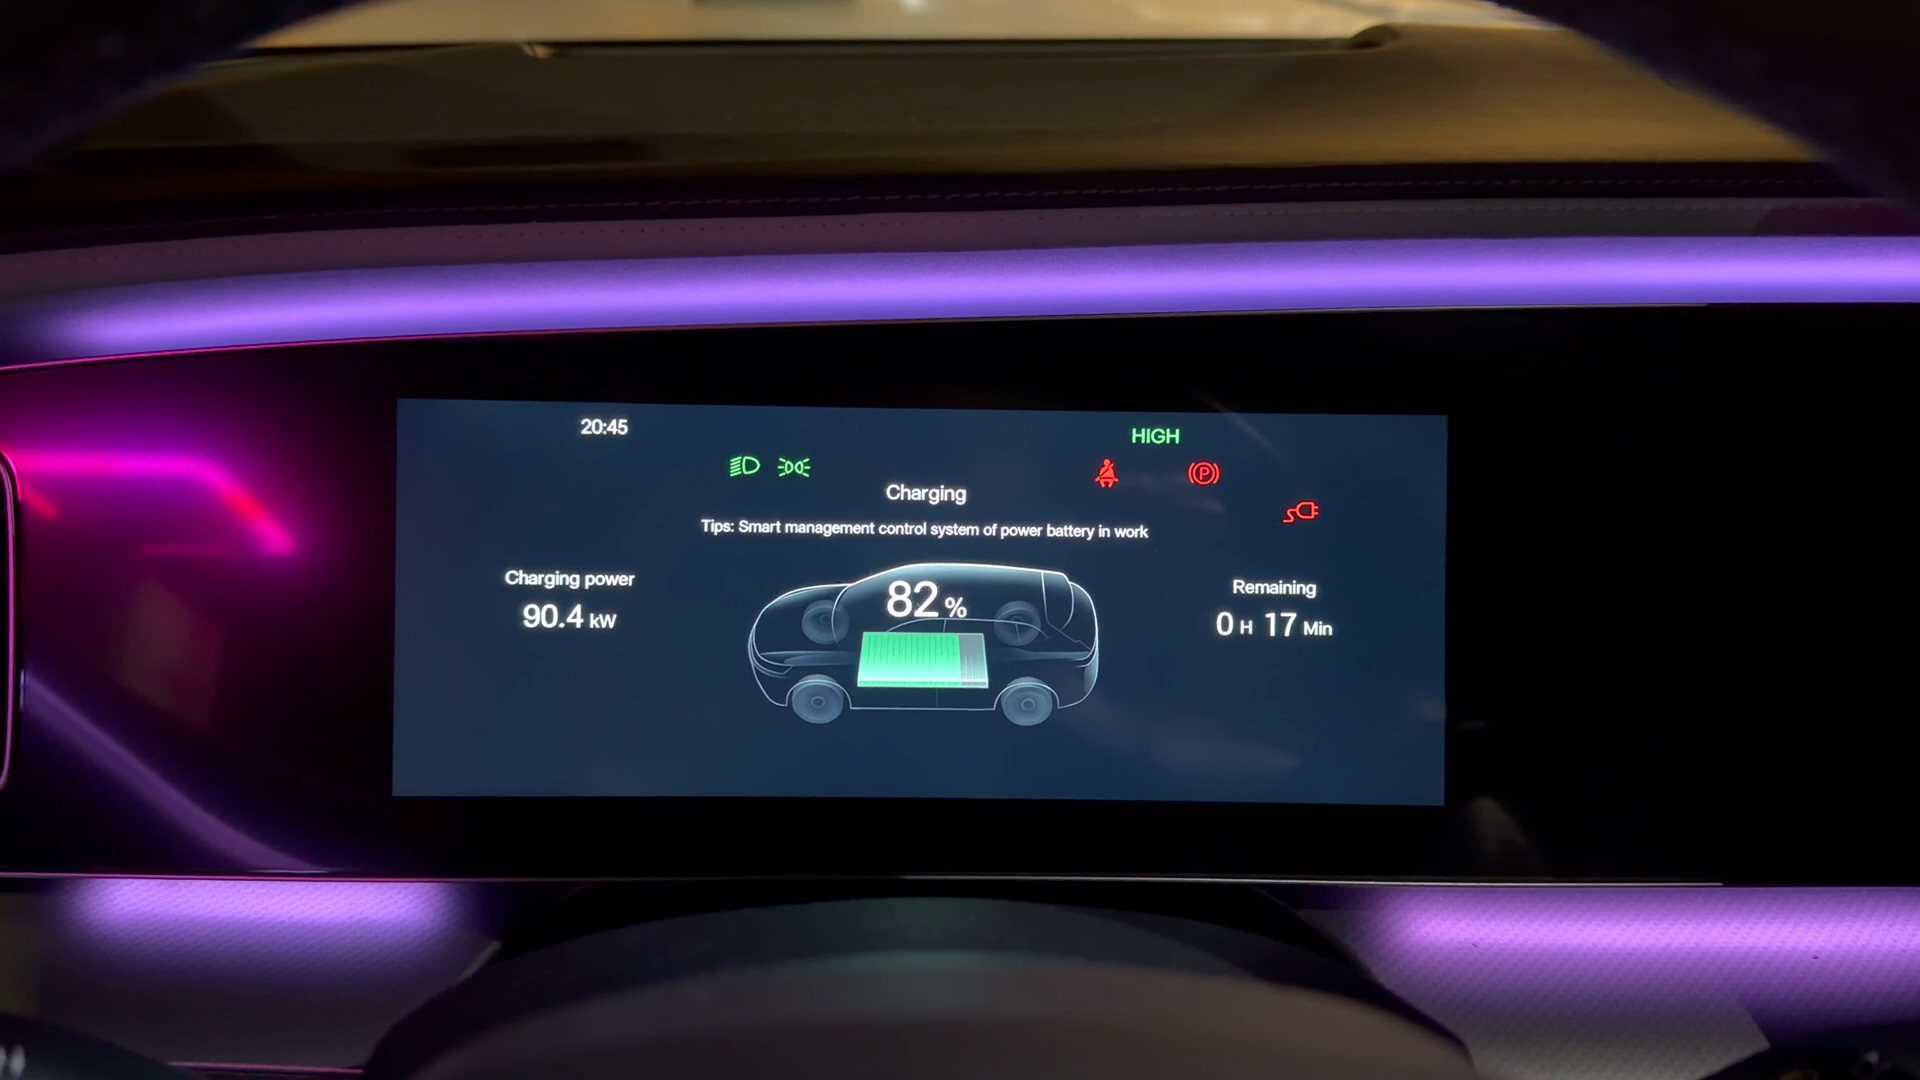 20:45
HIGH
Charging
Tips: Smart management control system of power battery in work
Charging power
90.4 kW
82 %
Remaining
0 H 17 Min